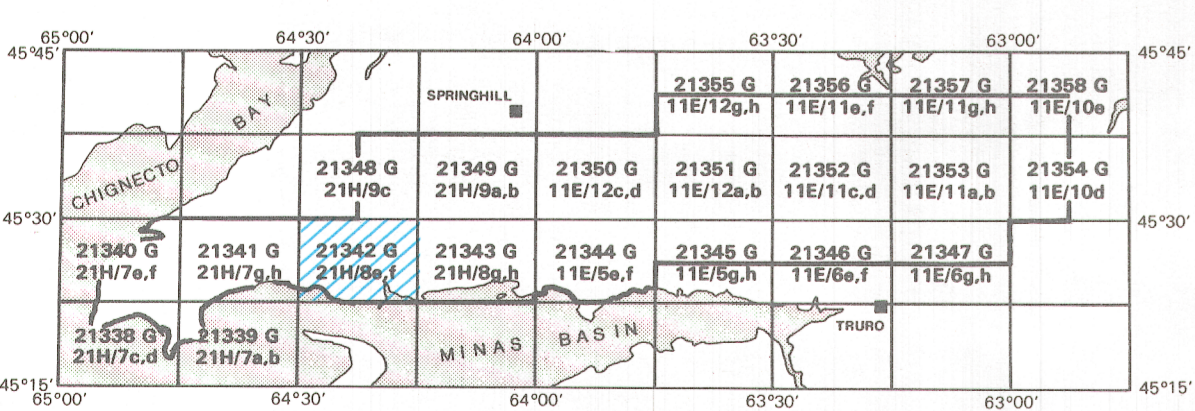 65°00′ 64°30′ 64°00′ 63°30′ 63°00′
45°45′ 45°45′
SPRINGHILL
21355 G 21356 G 21357 G 21358 G
11E/12g,h 11E/11e,f 11E/11g,h 11E/10e
CHIGNECTO BAY
21348 G 21349 G 21350 G 21351 G 21352 G 21353 G 21354 G
21H/9c 21H/9a,b 11E/12c,d 11E/12a,b 11E/11c,d 11E/11a,b 11E/10d
45°30′ 45°30′
21340 G 21341 G 21342 G 21343 G 21344 G 21345 G 21346 G 21347 G
21H/7e,f 21H/7g,h 21H/8e,f 21H/8g,h 11E/5e,f 11E/5g,h 11E/6e,f 11E/6g,h
21338 G 21339 G
21H/7c,d 21H/7a,b
MINAS BASIN
TRURO
45°15′ 45°15′
65°00′ 64°30′ 64°00′ 63°30′ 63°00′